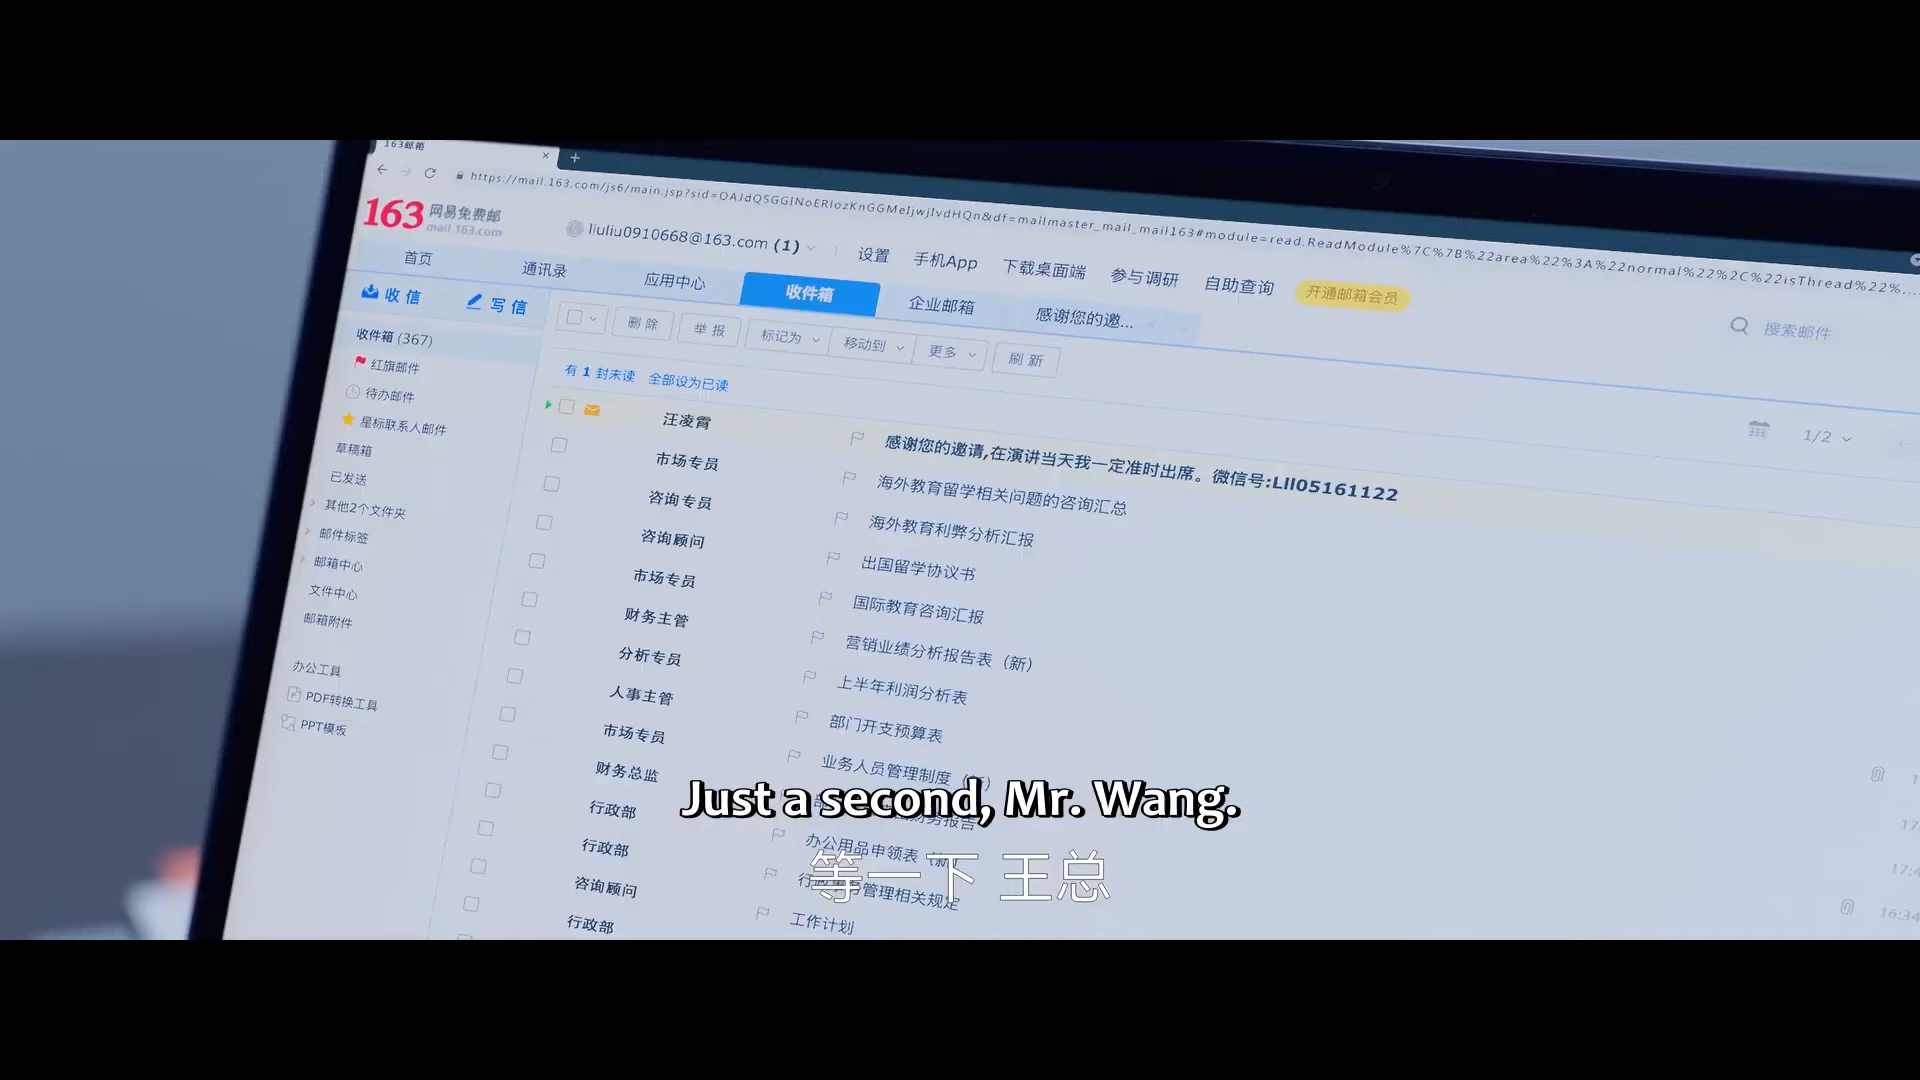 163邮箱
https://mail.163.com/js6/main.jsp?sid=OAJdQSGGINoERlozKnGGMeIjwjIvdHQn&df=mailmaster_mail_mail163#module=read.ReadModule%7C%7B%22area%22%3A%22normal%22%2C%22isThread%22%...
163 网易免费邮
mail.163.com
liuliu0910668@163.com (1)
设置 手机App 下载桌面端 参与调研 自助查询 开通邮箱会员
首页 通讯录 应用中心 收件箱 企业邮箱 感谢您的邀...
搜索邮件
收信 写信
删除 举报 标记为 移动到 更多 刷新
1/2
有 1 封未读 全部设为已读
收件箱 (367)
红旗邮件
待办邮件
星标联系人邮件
草稿箱
已发送
其他2个文件夹
邮件标签
邮箱中心
文件中心
邮箱附件
办公工具
PDF转换工具
PPT模板
汪凌霄 感谢您的邀请,在演讲当天我一定准时出席。微信号:Lll05161122
市场专员 海外教育留学相关问题的咨询汇总
咨询专员 海外教育利弊分析汇报
咨询顾问 出国留学协议书
市场专员 国际教育咨询汇报
财务主管 营销业绩分析报告表（新）
分析专员 上半年利润分析表
人事主管 部门开支预算表
市场专员 业务人员管理制度
财务总监
行政部 办公用品申领表
行政部 管理相关规定
咨询顾问 工作计划
行政部
16:34
Just a second, Mr. Wang.
等一下 王总